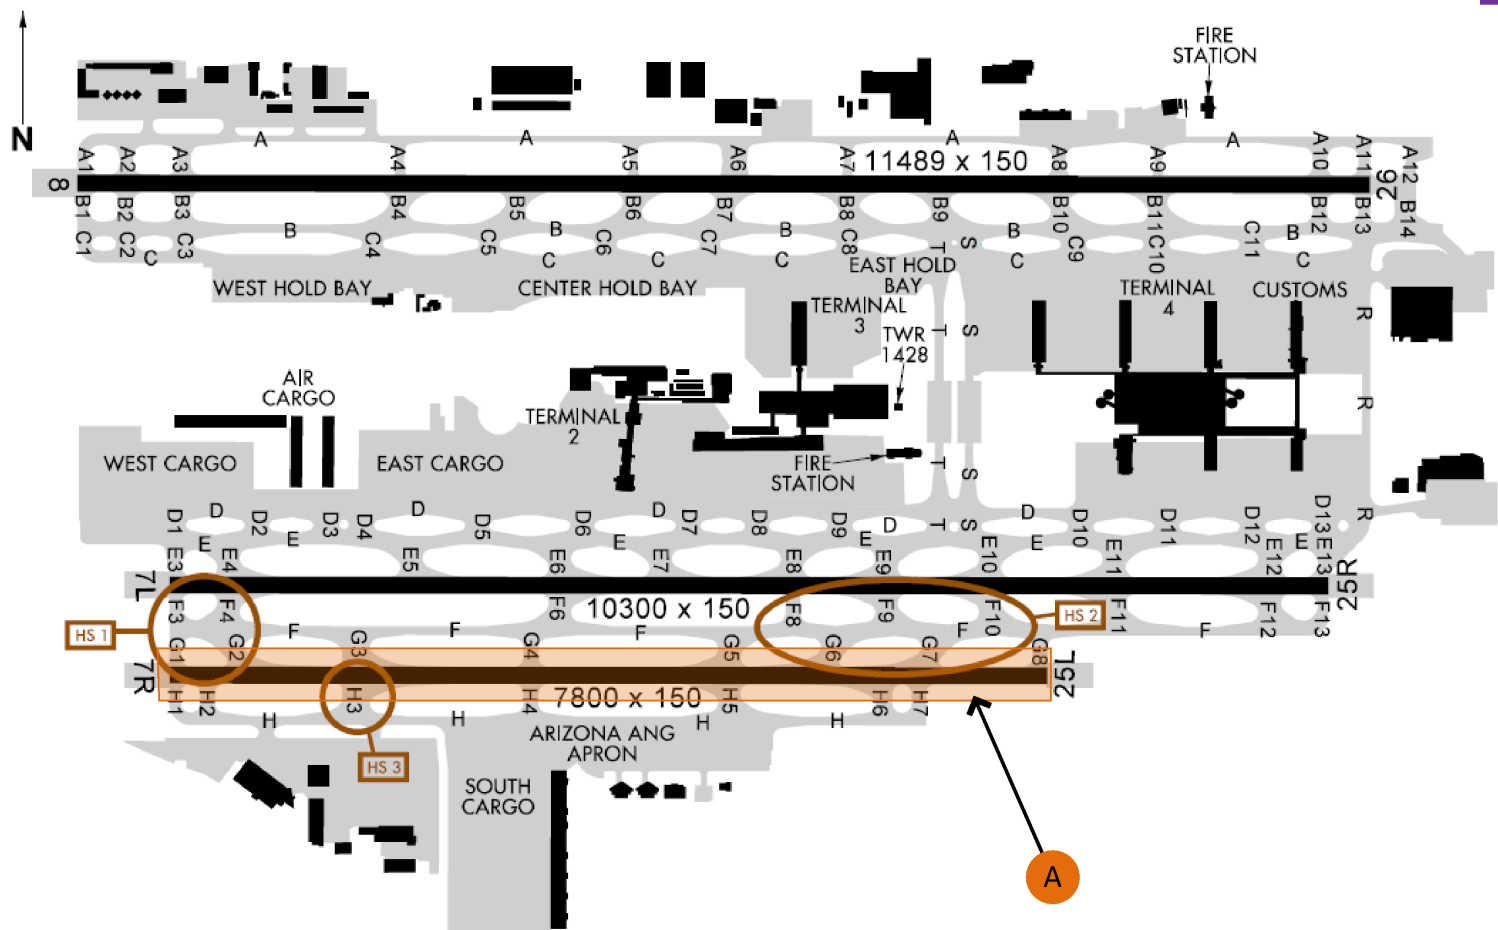 FIRE
STATION
N
A
A
A
A
A1
A2
A3
A4
A5
A6
A7
11489 x 150
A8
A9
A10
A11
A12
8
26
B1
B2
B3
B4
B5
B6
B7
B8
B9
B10
B11
B12
B13
B14
B
B
B
B
B
C1
C2
C3
C4
C5
C6
C7
C8
T
S
C9
C10
C11
C
C
C
C
C
C
WEST HOLD BAY
CENTER HOLD BAY
EAST HOLD
BAY
TERMINAL
3
TERMINAL
4
CUSTOMS
R
T
S
TWR
1428
AIR
CARGO
TERMINAL
2
R
WEST CARGO
EAST CARGO
FIRE
STATION
T
S
R
D1
D
D2
D3
D4
D
D5
D6
D
D7
D8
D9
D
T
S
D
D10
D11
D12
D13
E
E
E
E
E
E
E3
E4
E5
E6
E7
E8
E9
E10
E11
E12
E13
7L
25R
F3
F4
F6
10300 x 150
F8
F9
F10
F11
F12
F13
HS 1
HS 2
F
F
F
F
F
G1
G2
G3
G4
G5
G6
G7
G8
7R
25L
H1
H2
H3
H4
7800 x 150
H5
H6
H7
H
H
H
H
ARIZONA ANG
APRON
HS 3
SOUTH
CARGO
A